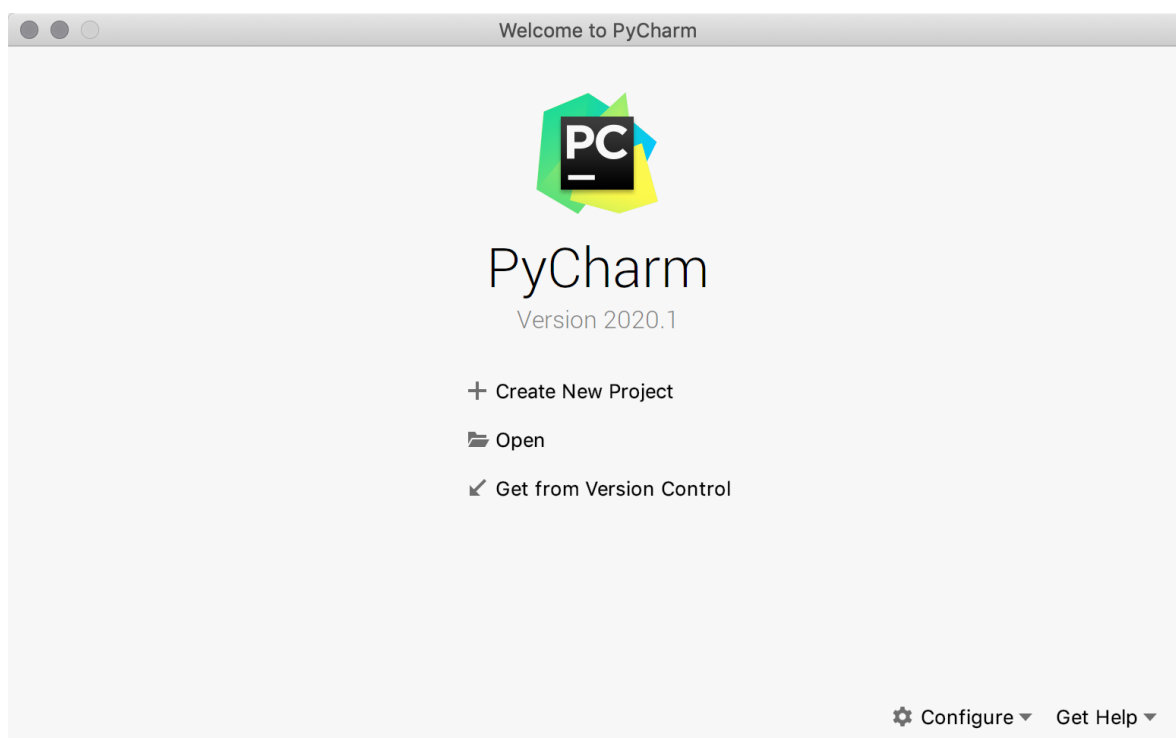 Welcome to PyCharm
PC
PyCharm
Version 2020.1
Create New Project
Open
Get from Version Control
Configure Get Help